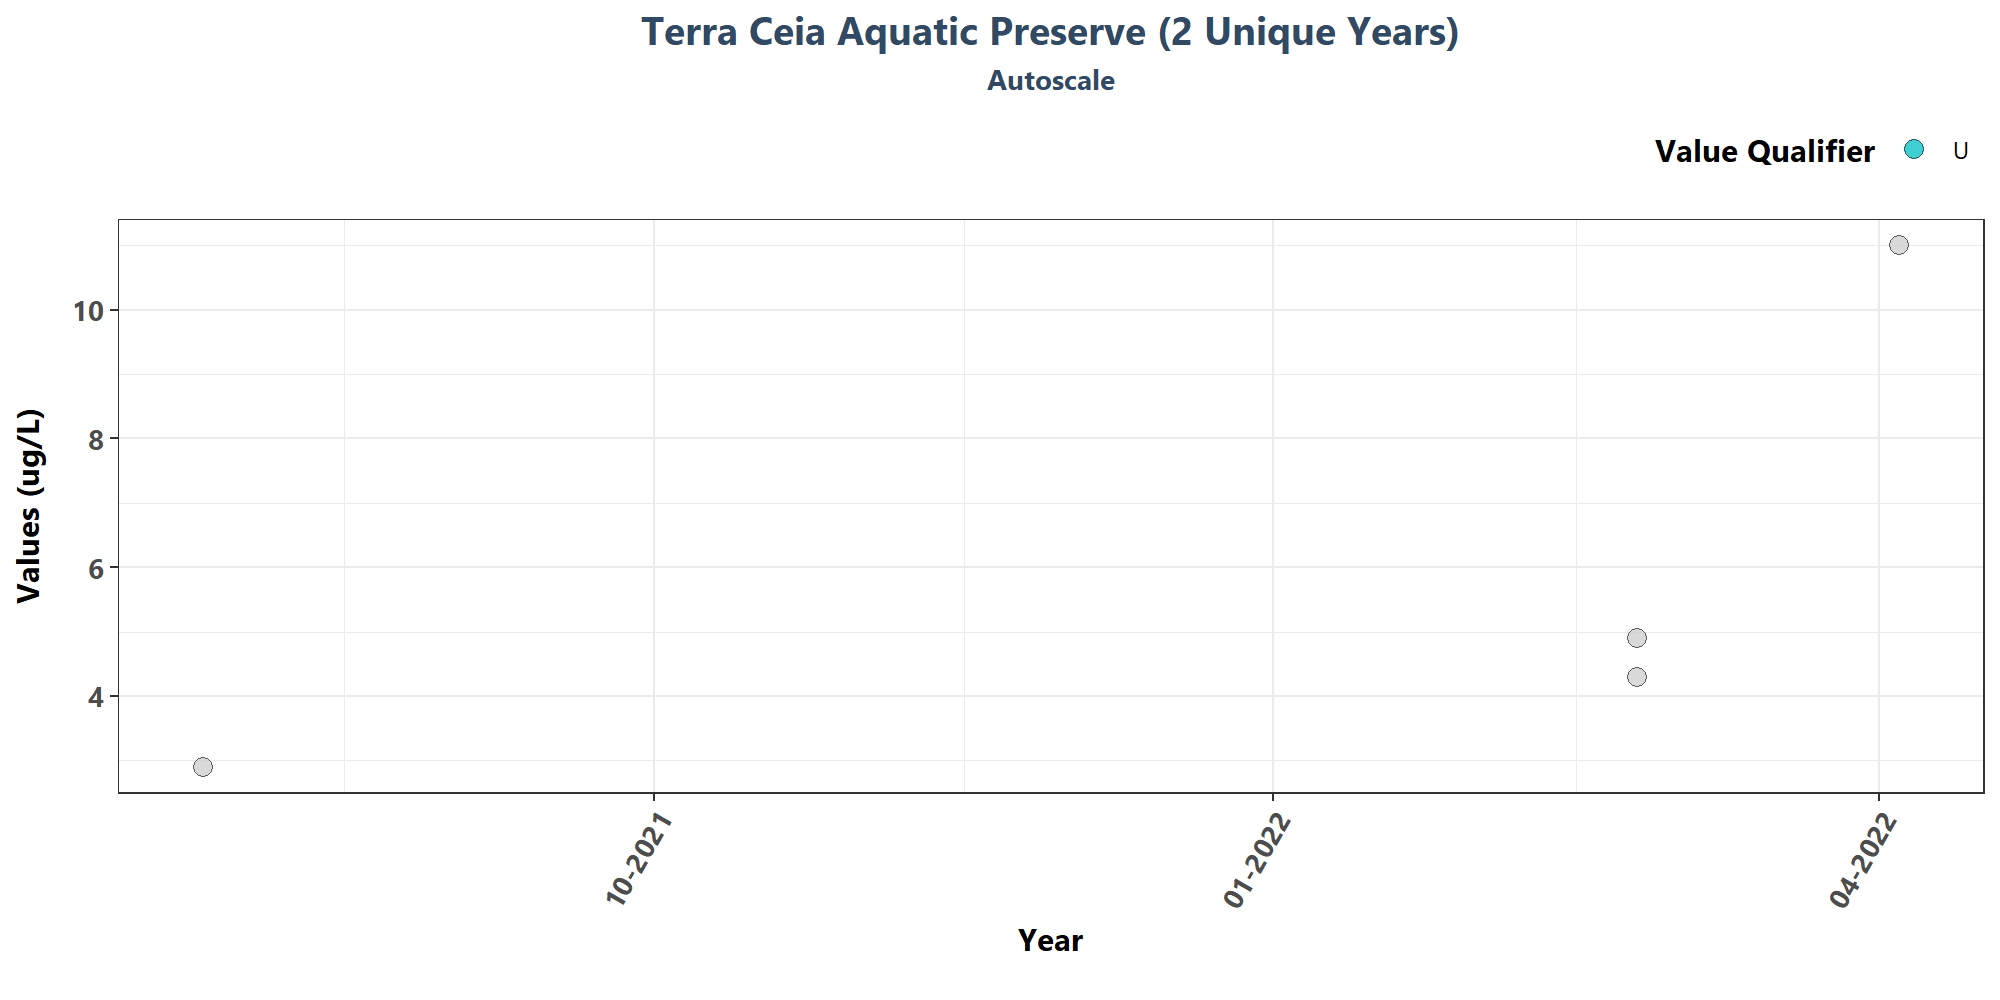 Terra Ceia Aquatic Preserve (2 Unique Years)
Autoscale
Value Qualifier U
Values (ug/L)
10
8
6
4
10-2021
01-2022
04-2022
Year